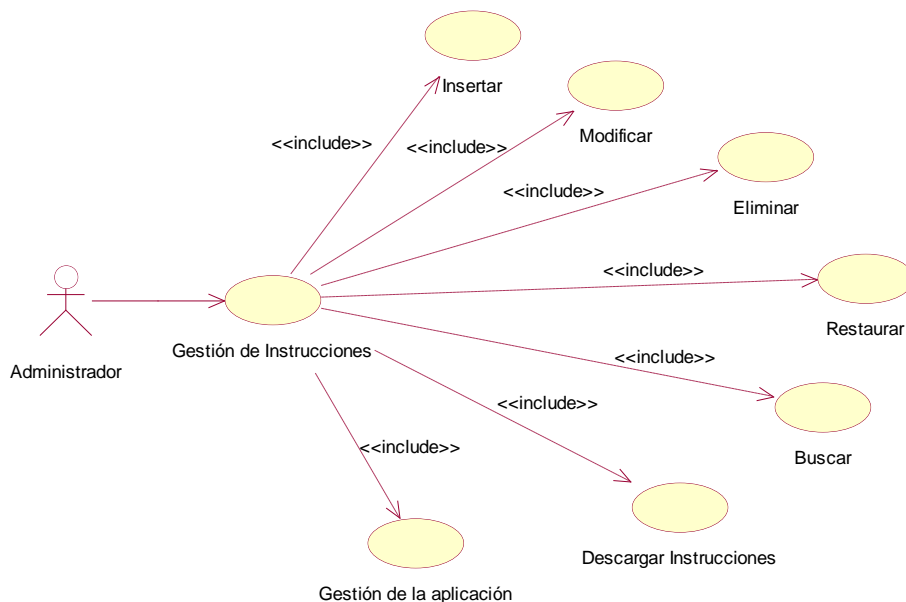 Insertar
<<include>>
<<include>>
Modificar
<<include>>
Eliminar
<<include>>
Restaurar
Administrador
Gestión de Instrucciones
<<include>>
Buscar
<<include>>
<<include>>
Descargar Instrucciones
Gestión de la aplicación